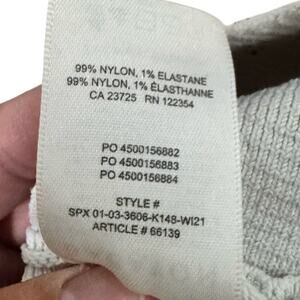 99% NYLON, 1% ELASTANE
99% NYLON, 1% ÉLASTHANNE
CA 23725 RN 122354
PO 4500156882
PO 4500156883
PO 4500156884
STYLE #
SPX 01-03-3606-K148-WI21
ARTICLE # 66139